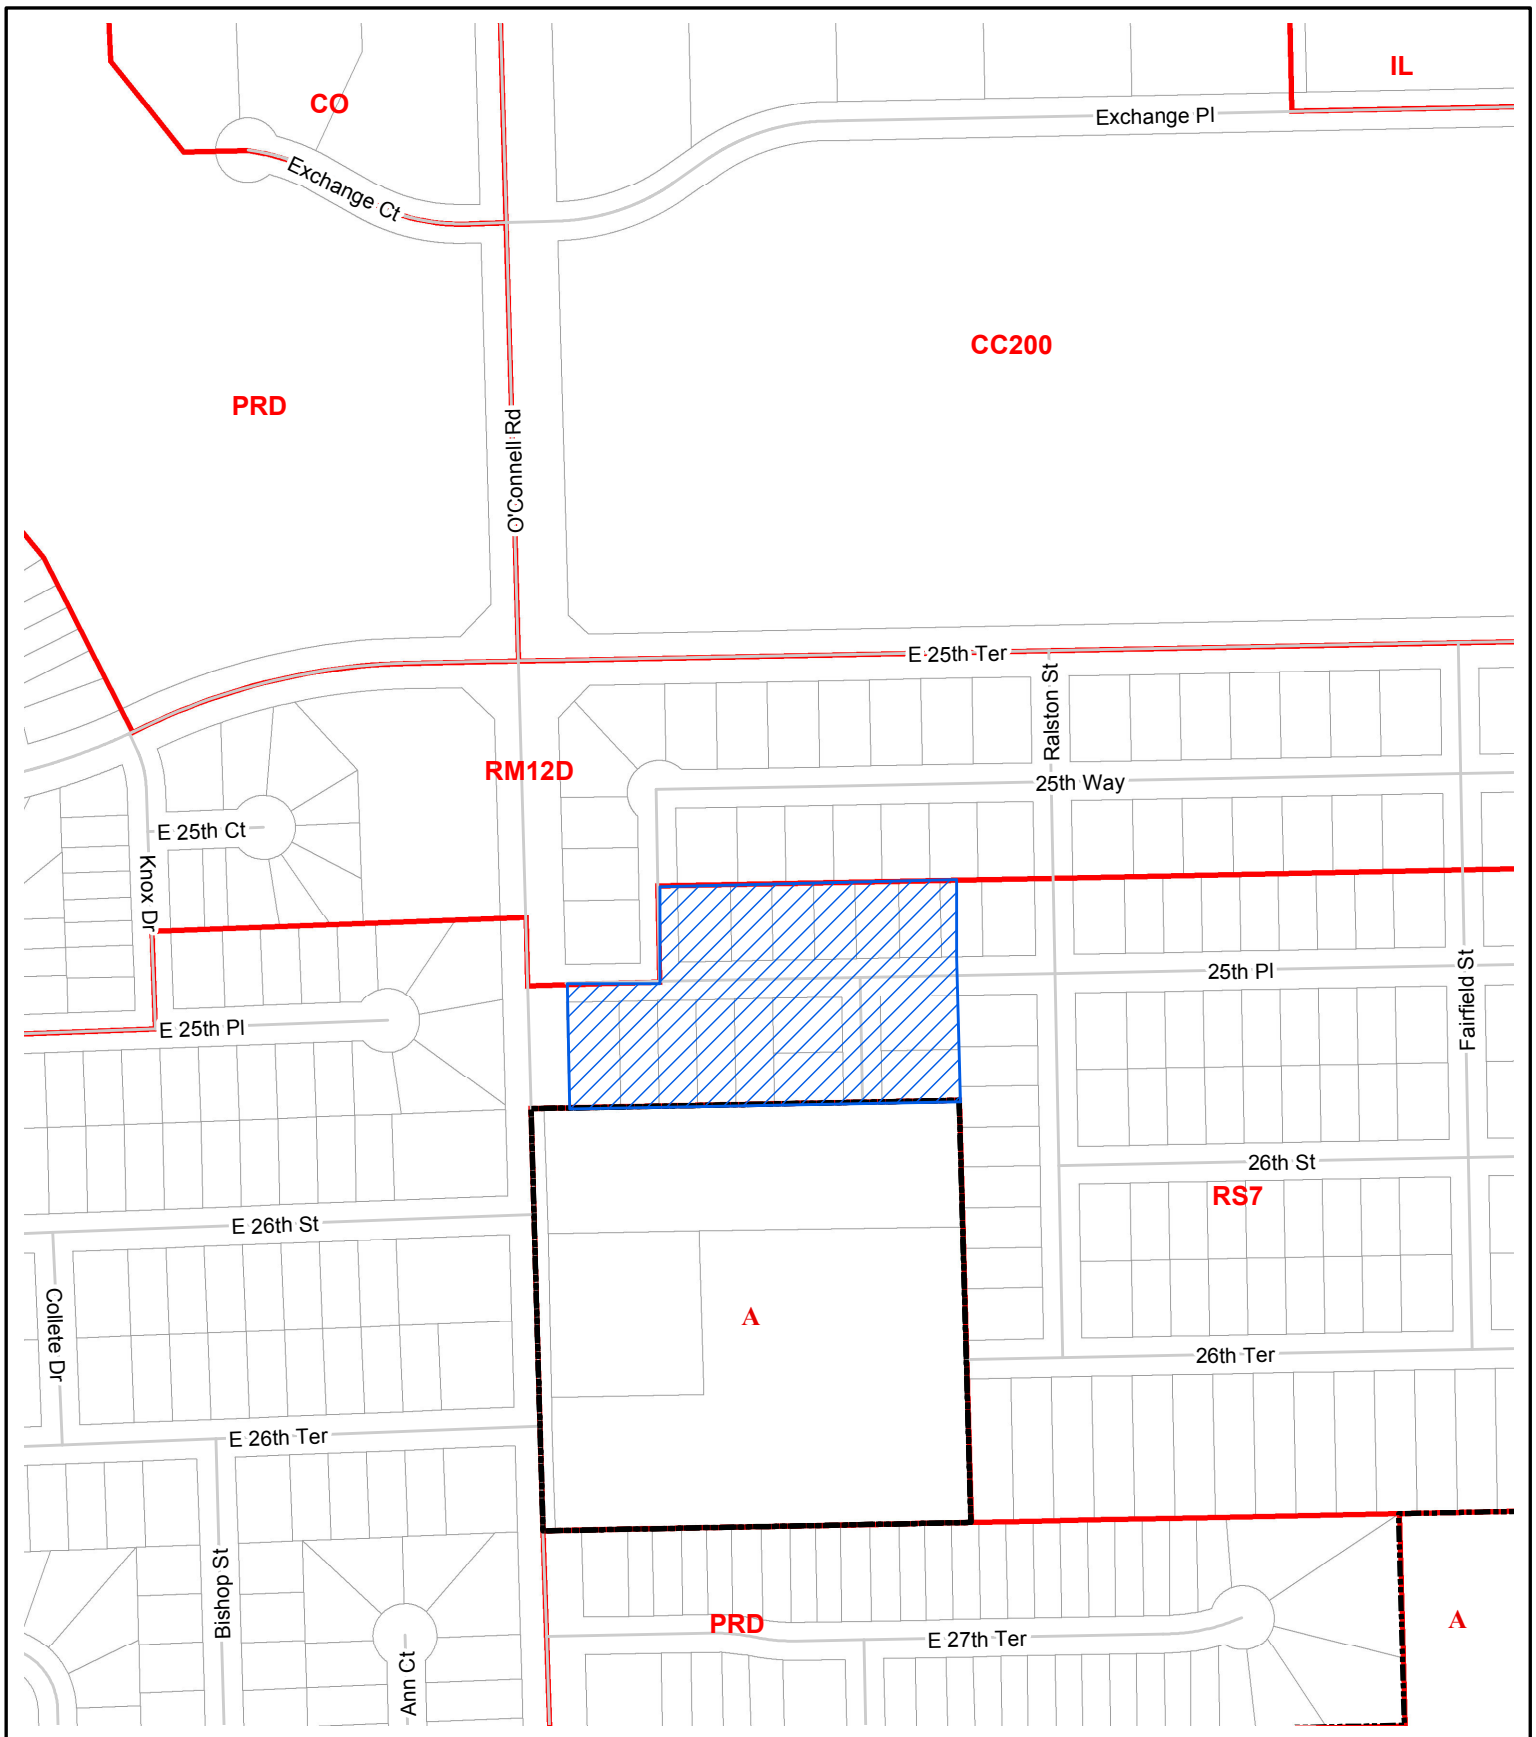 IL
CO
Exchange Pl
Exchange Ct
CC200
PRD
O'Connell Rd
E 25th Ter
Ralston St
RM12D
25th Way
E 25th Ct
Knox Dr
25th Pl
Fairfield St
E 25th Pl
26th St
RS7
E 26th St
Collete Dr
A
26th Ter
E 26th Ter
Bishop St
PRD
A
E 27th Ter
Ann Ct